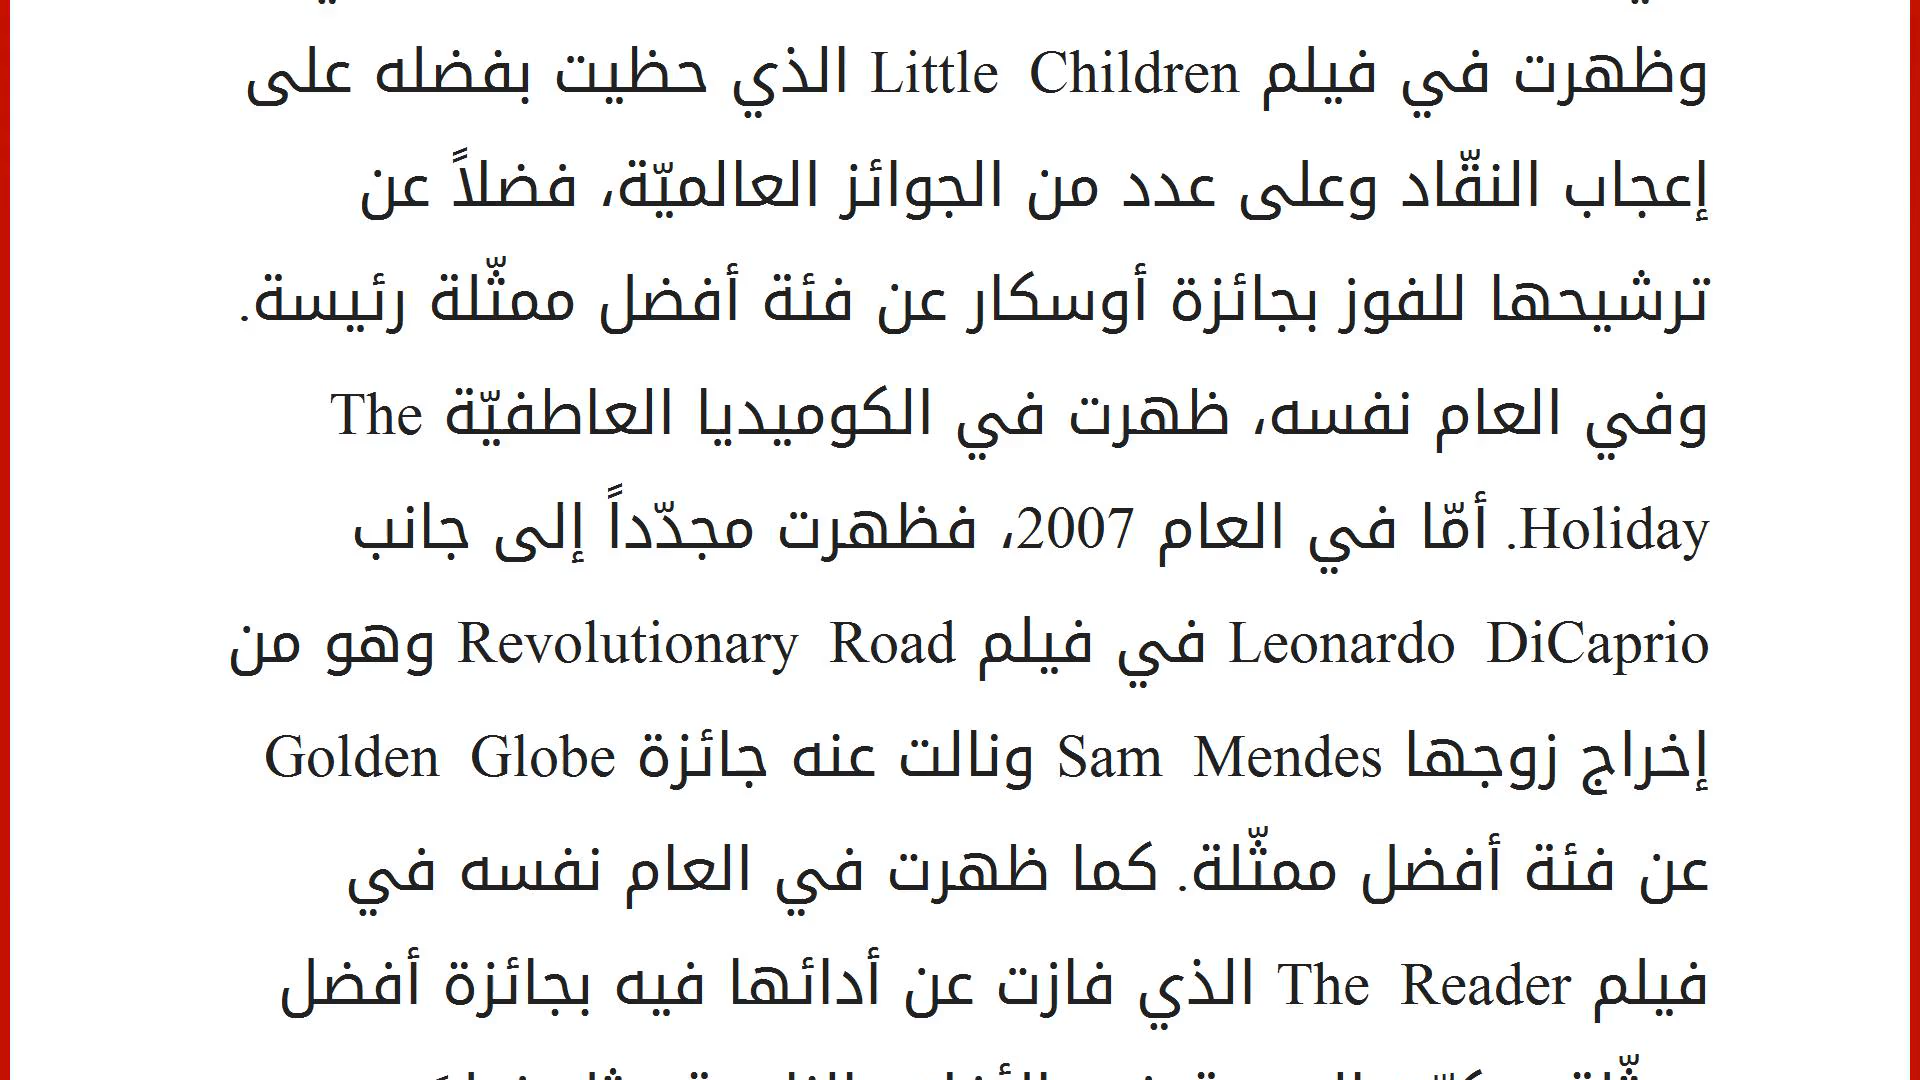 وظهرت في فيلم Little Children الذي حظيت بفضله على
إعجاب النقّاد وعلى عدد من الجوائز العالميّة، فضلاً عن
ترشيحها للفوز بجائزة أوسكار عن فئة أفضل ممثّلة رئيسة.
وفي العام نفسه، ظهرت في الكوميديا العاطفيّة The
Holiday. أمّا في العام 2007، فظهرت مجدّداً إلى جانب
Leonardo DiCaprio في فيلم Revolutionary Road وهو من
إخراج زوجها Sam Mendes ونالت عنه جائزة Golden Globe
عن فئة أفضل ممثّلة. كما ظهرت في العام نفسه في
فيلم The Reader الذي فازت عن أدائها فيه بجائزة أفضل